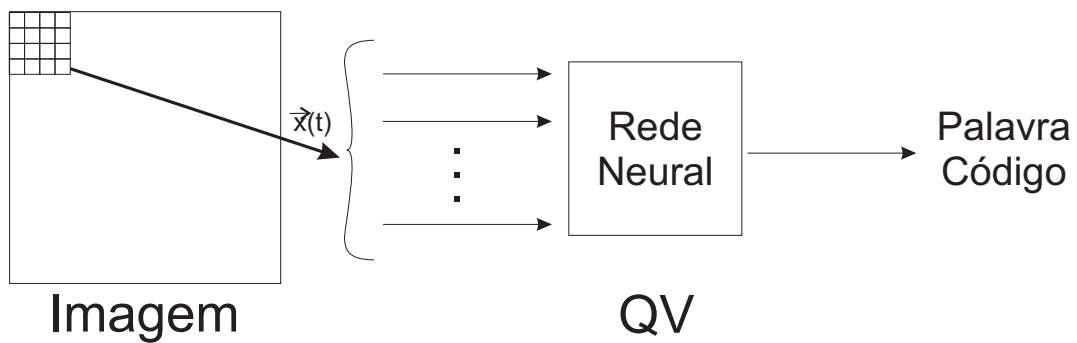 x(t)
Rede
Neural
Palavra
Código
Imagem
QV